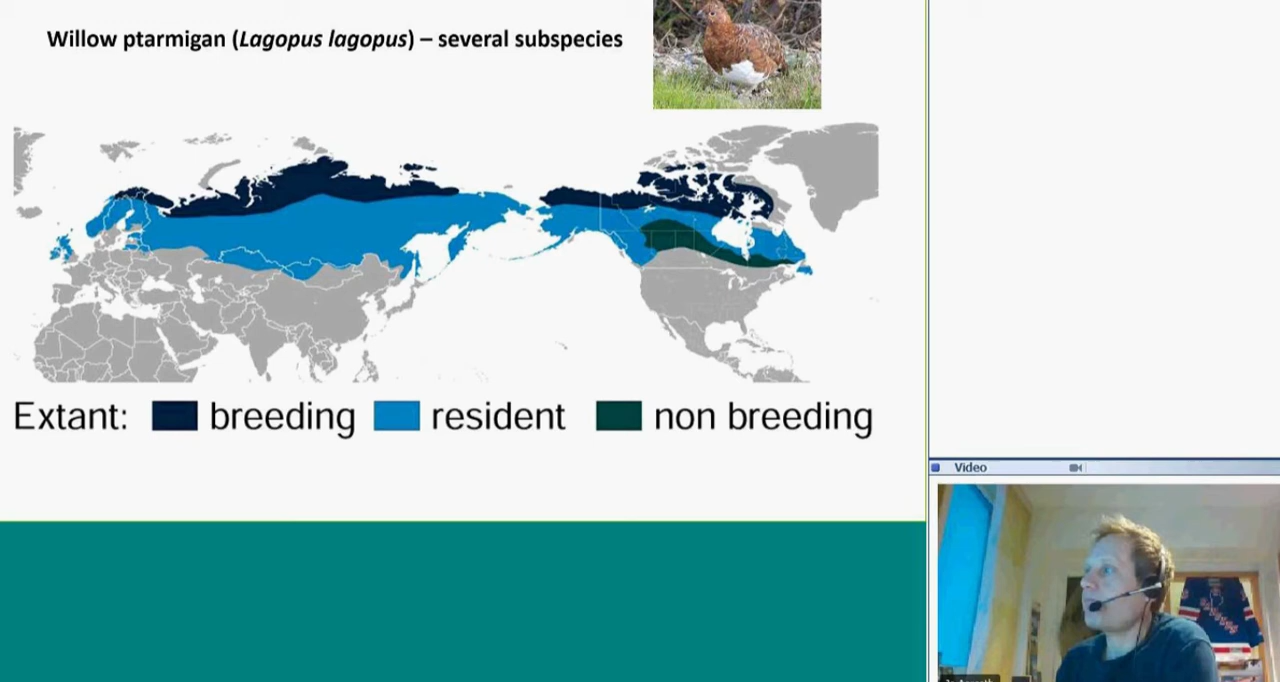 Willow ptarmigan (Lagopus lagopus) – several subspecies
Extant: breeding resident non breeding
Video